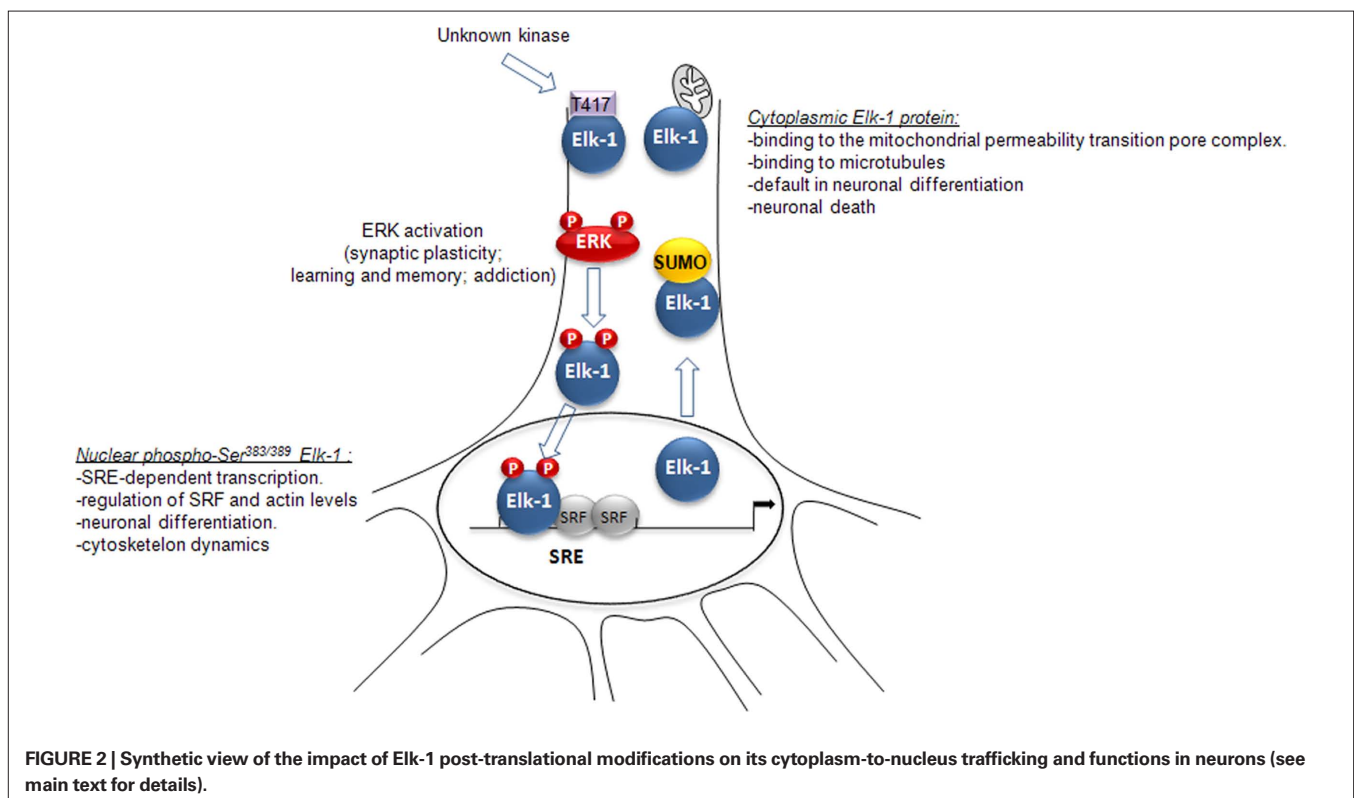 Unknown kinase
T417
Elk-1
Elk-1
Cytoplasmic Elk-1 protein:
-binding to the mitochondrial permeability transition pore complex.
-binding to microtubules
-default in neuronal differentiation
-neuronal death
P P
ERK
ERK activation
(synaptic plasticity;
learning and memory; addiction)
SUMO
Elk-1
P P
Elk-1
Nuclear phospho-Ser383/389 Elk-1 :
-SRE-dependent transcription.
-regulation of SRF and actin levels
-neuronal differentiation.
-cytosketelon dynamics
P P
Elk-1
SRF SRF
Elk-1
SRE
FIGURE 2 | Synthetic view of the impact of Elk-1 post-translational modifications on its cytoplasm-to-nucleus trafficking and functions in neurons (see
main text for details).